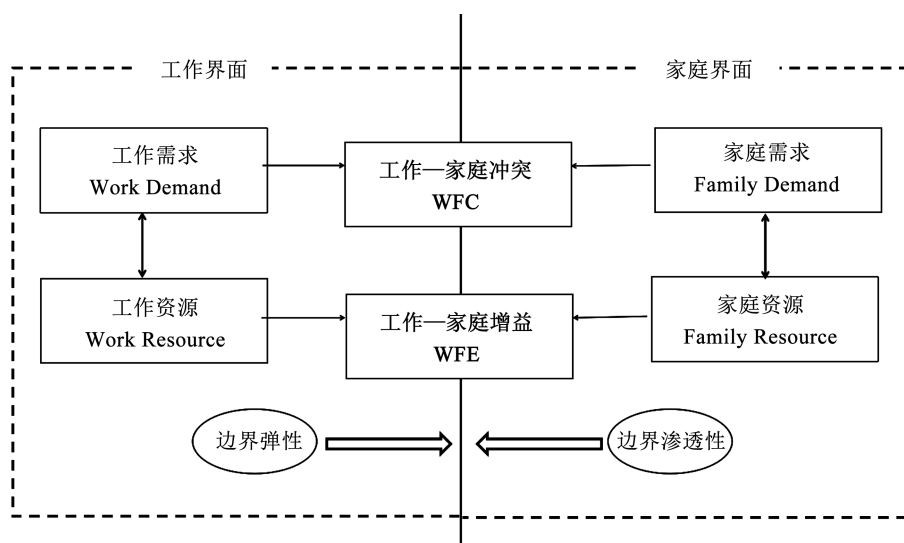 工作界面
家庭界面
工作需求
Work Demand
工作—家庭冲突
WFC
家庭需求
Family Demand
工作资源
Work Resource
工作—家庭增益
WFE
家庭资源
Family Resource
边界弹性
边界渗透性